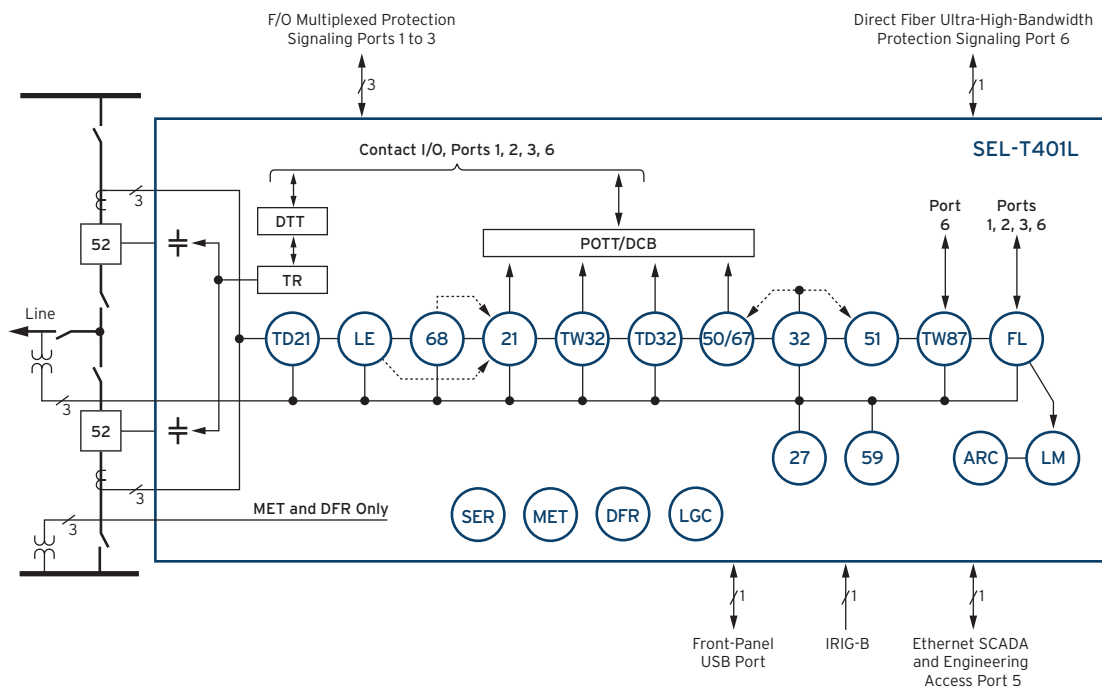 F/O Multiplexed Protection
Signaling Ports 1 to 3
Direct Fiber Ultra-High-Bandwidth
Protection Signaling Port 6
3
1
SEL-T401L
Contact I/O, Ports 1, 2, 3, 6
3
DTT
Port
6
Ports
1, 2, 3, 6
52
POTT/DCB
TR
Line
TD21
LE
68
21
TW32
TD32
50/67
32
51
TW87
FL
3
52
27
59
ARC
LM
3
MET and DFR Only
3
SER
MET
DFR
LGC
1
1
1
Front-Panel
USB Port
IRIG-B
Ethernet SCADA
and Engineering
Access Port 5